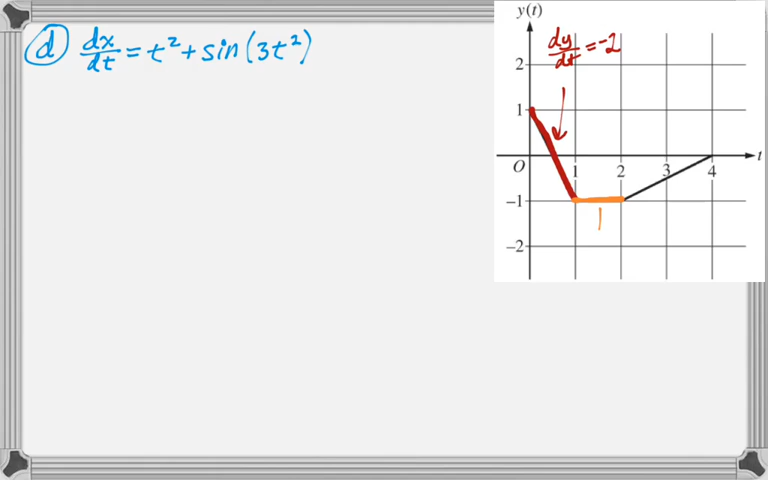 (d) dx/dt = t² + sin(3t²)
y(t)
dy/dt = -2
2
1
O
1 2 3 4 t
−1
1
−2